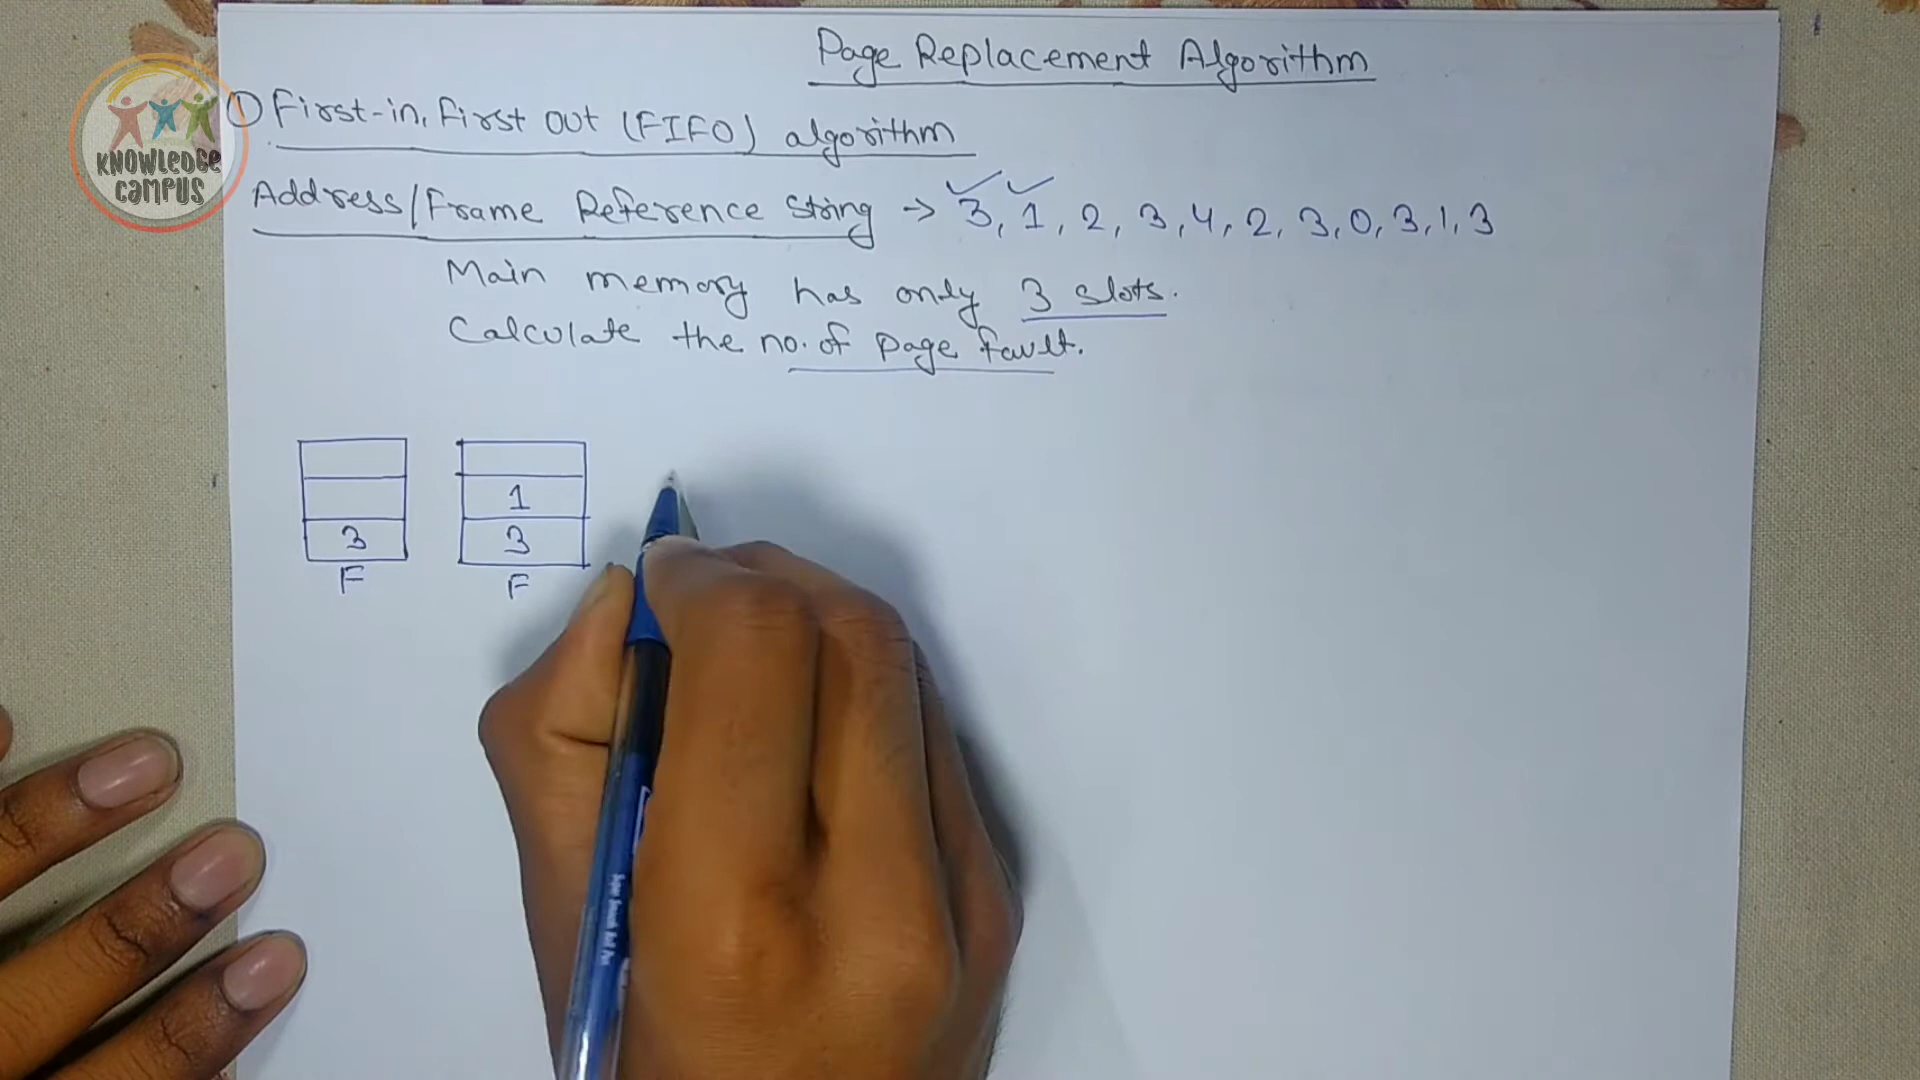 Page Replacement Algorithm
① First-in, First out (FIFO) algorithm
KNOWLEDGE
CAMPUS
Address/Frame Reference String → 3, 1, 2, 3, 4, 2, 3, 0, 3, 1, 3
Main memory has only 3 slots.
Calculate the no. of page fault.
1
3
3
F
F